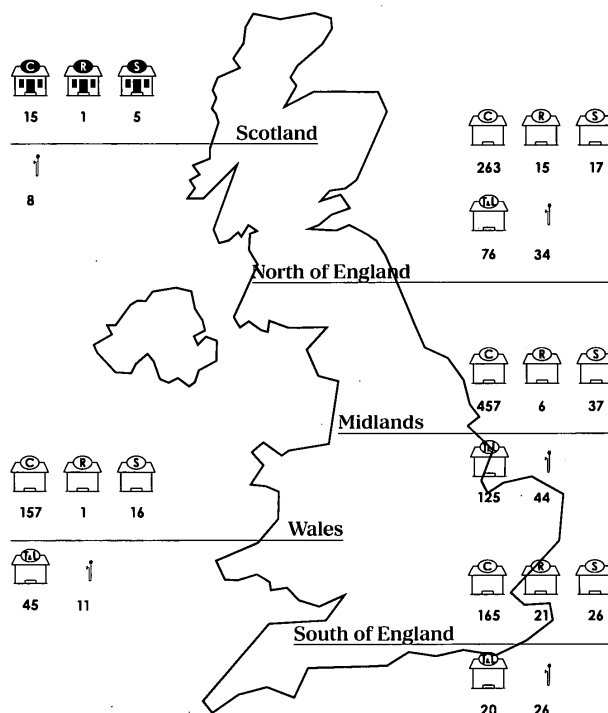 C R S
15 1 5
Scotland
8
C R S
263 15 17
T&L
76 34
North of England
C R S
457 6 37
Midlands
T&L
125 44
C R S
157 1 16
Wales
T&L
45 11
C R S
165 21 26
South of England
T&L
20 26